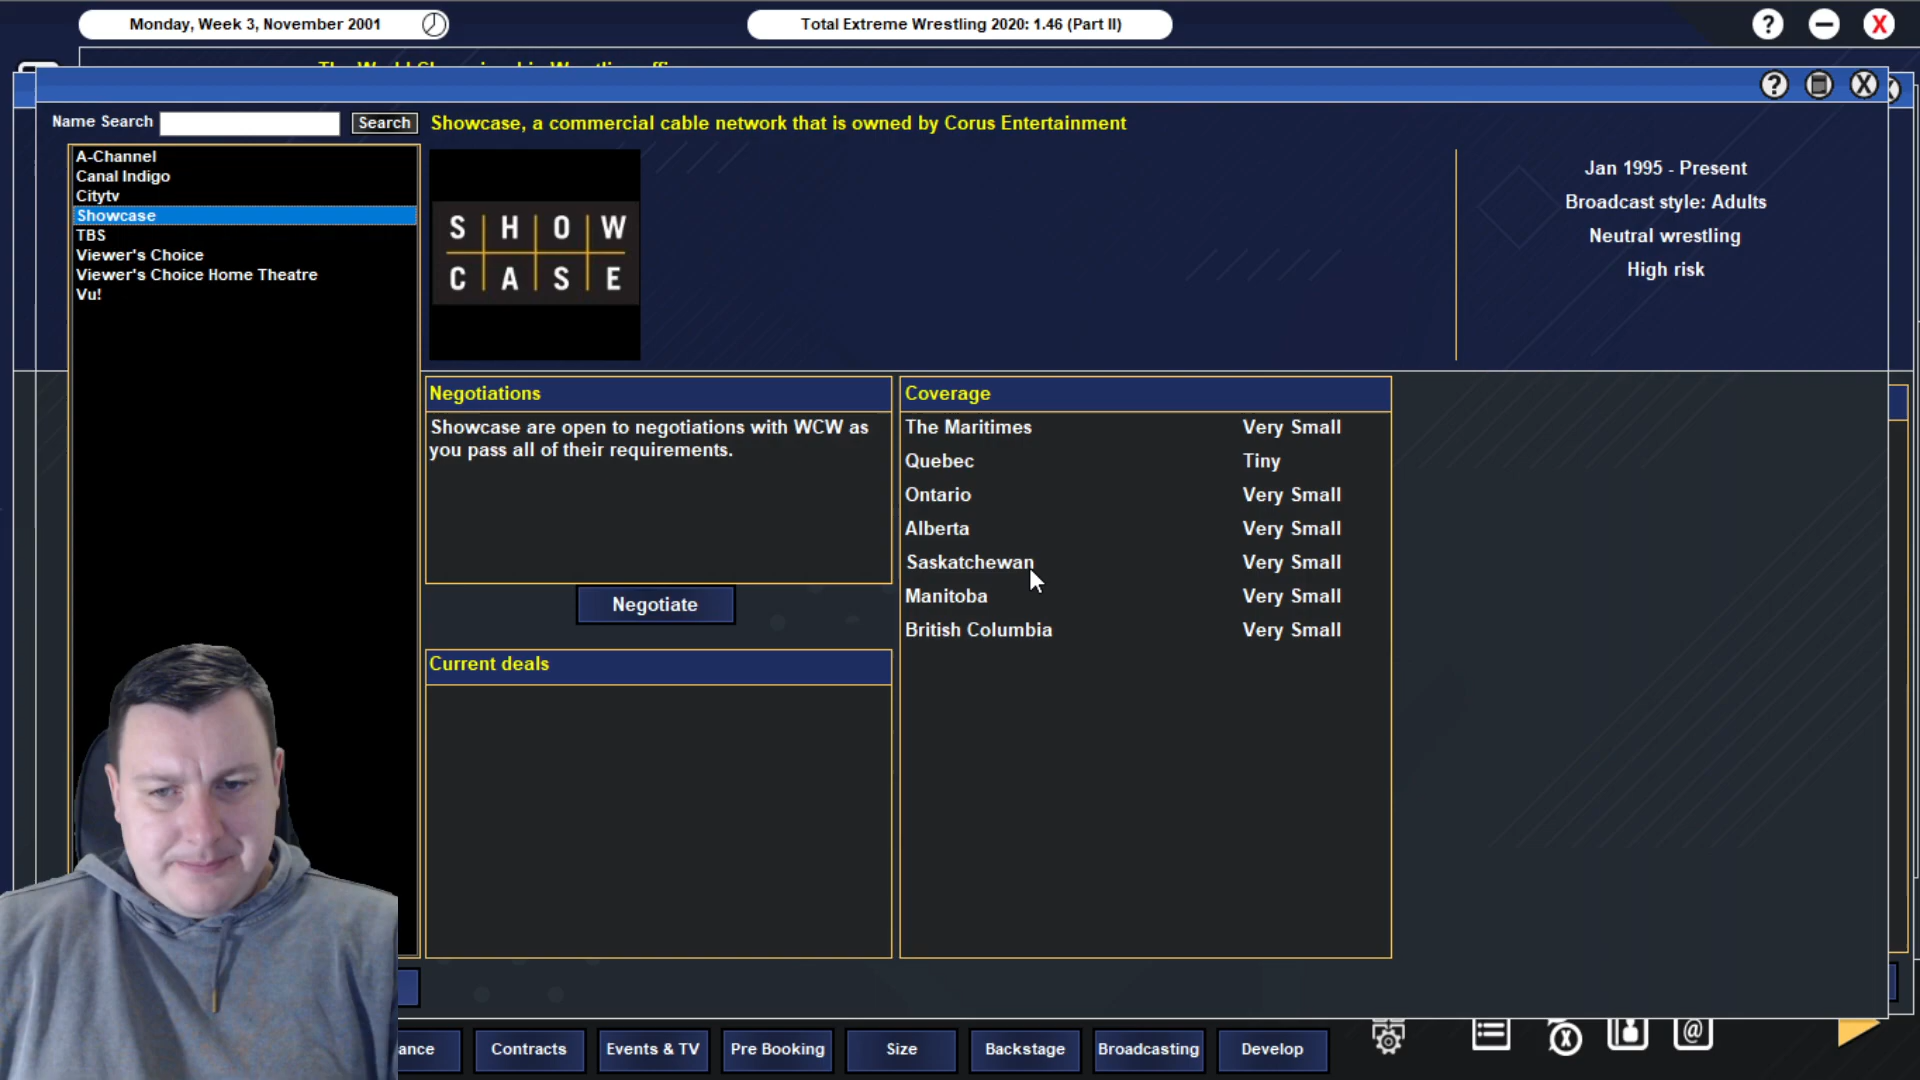 Monday, Week 3, November 2001
Total Extreme Wrestling 2020: 1.46 (Part II)
? X
? X
Name Search
Search
Showcase, a commercial cable network that is owned by Corus Entertainment
A-Channel
Canal Indigo
Citytv
Showcase
TBS
Viewer's Choice
Viewer's Choice Home Theatre
Vu!
SHOW
CASE
Jan 1995 - Present
Broadcast style: Adults
Neutral wrestling
High risk
Negotiations
Showcase are open to negotiations with WCW as
you pass all of their requirements.
Negotiate
Current deals
Coverage
The Maritimes Very Small
Quebec Tiny
Ontario Very Small
Alberta Very Small
Saskatchewan Very Small
Manitoba Very Small
British Columbia Very Small
ance
Contracts
Events & TV
Pre Booking
Size
Backstage
Broadcasting
Develop
X
@